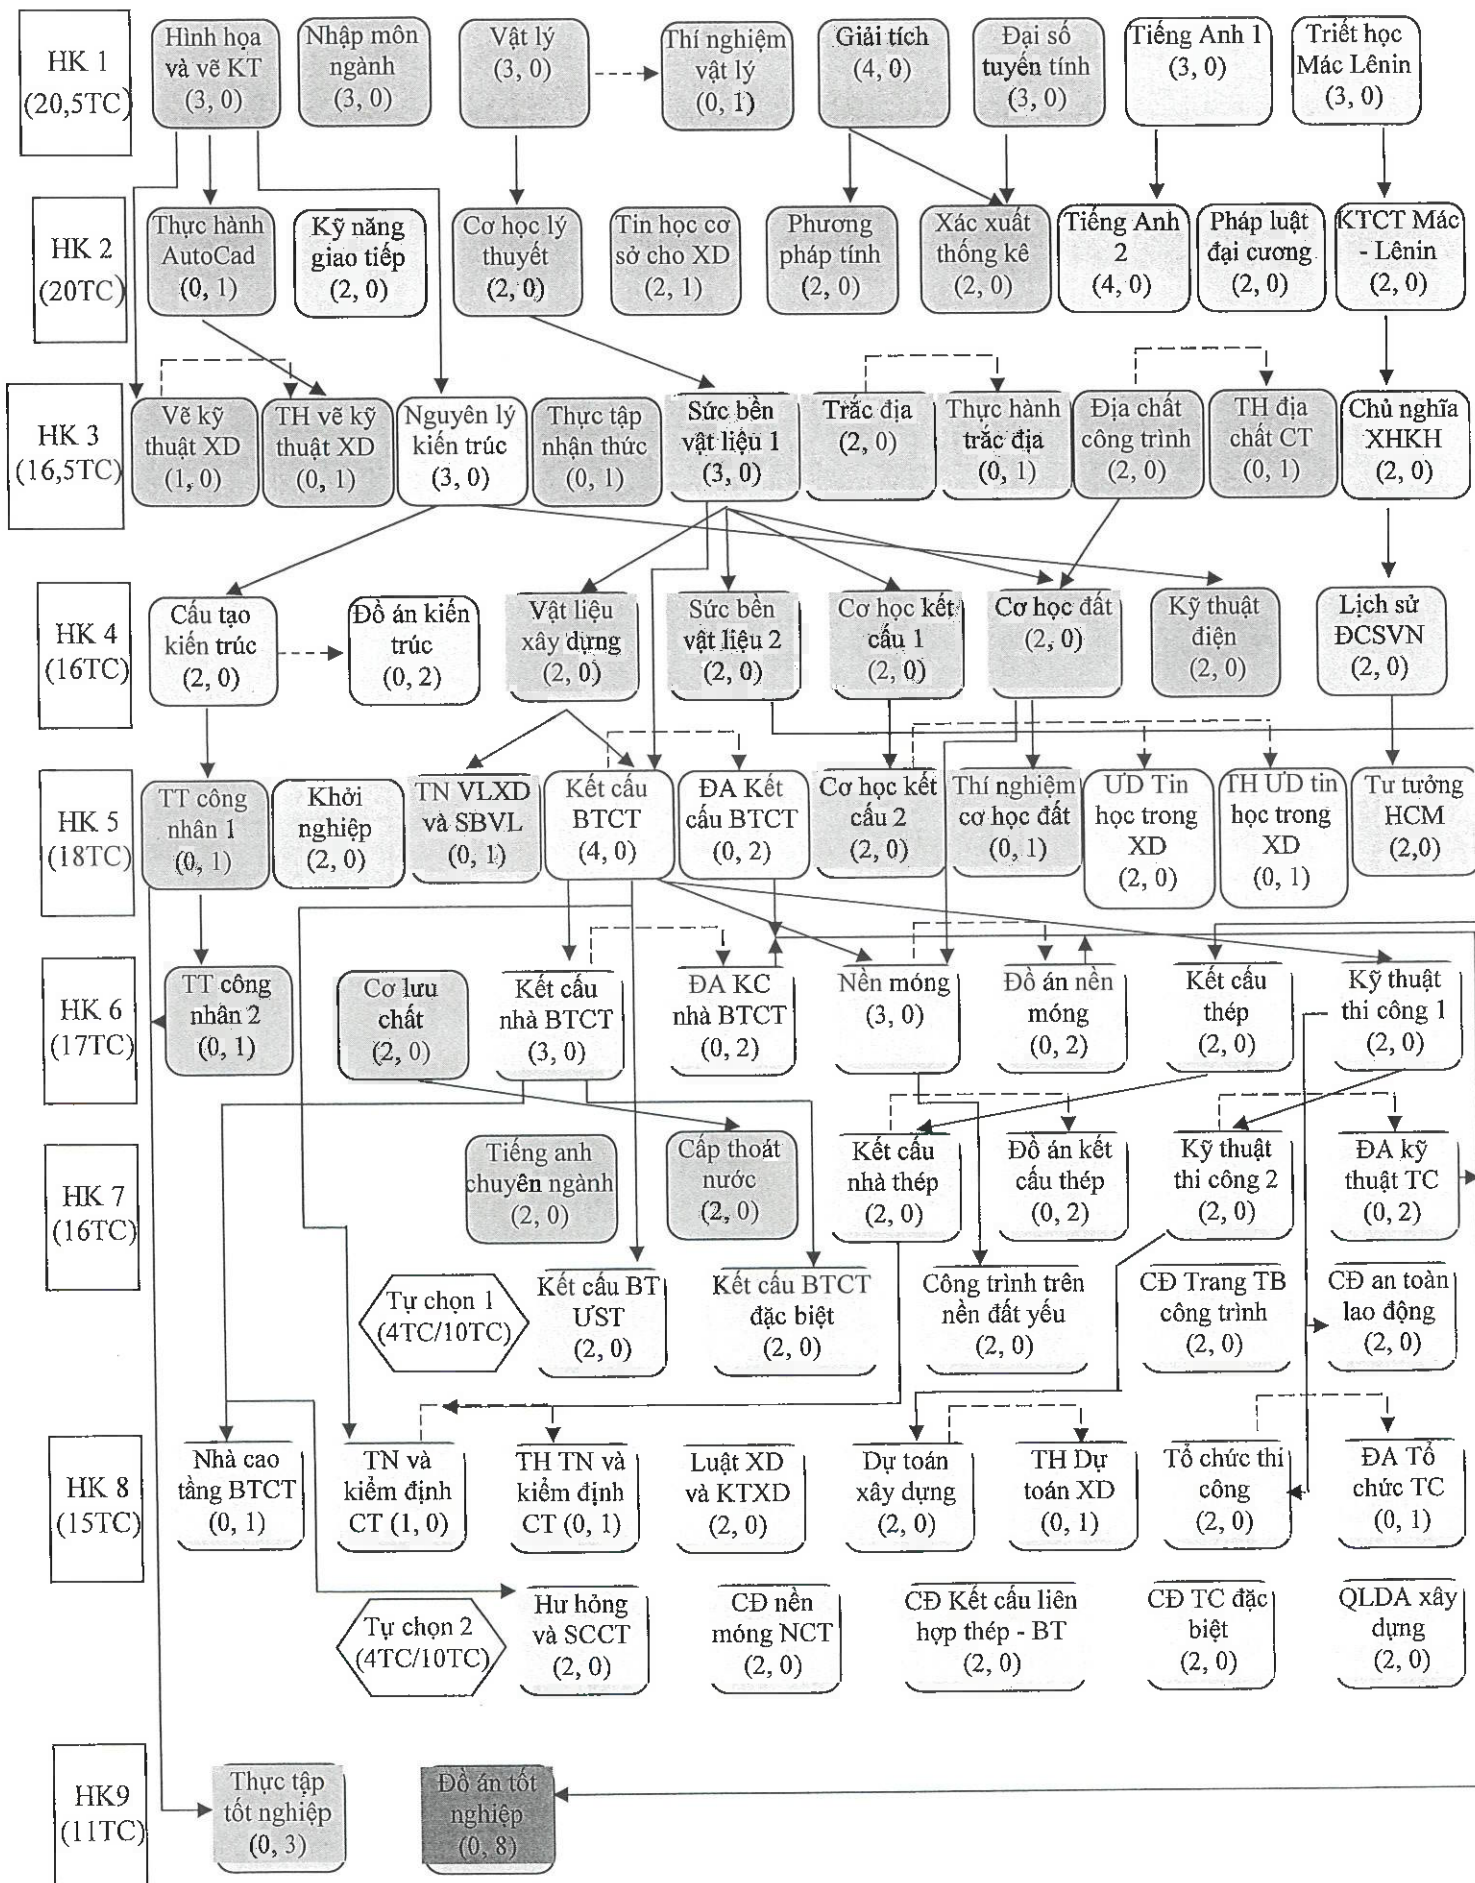 HK 1
(20,5TC)
Hình họa
và vẽ KT
(3, 0)
Nhập môn
ngành
(3, 0)
Vật lý
(3, 0)
Thí nghiệm
vật lý
(0, 1)
Giải tích
(4, 0)
Đại số
tuyến tính
(3, 0)
Tiếng Anh 1
(3, 0)
Triết học
Mác Lênin
(3, 0)
HK 2
(20TC)
Thực hành
AutoCad
(0, 1)
Kỹ năng
giao tiếp
(2, 0)
Cơ học lý
thuyết
(2, 0)
Tin học cơ
sở cho XD
(2, 1)
Phương
pháp tính
(2, 0)
Xác xuất
thống kê
(2, 0)
Tiếng Anh
2
(4, 0)
Pháp luật
đại cương
(2, 0)
KTCT Mác
- Lênin
(2, 0)
HK 3
(16,5TC)
Vẽ kỹ
thuật XD
(1, 0)
TH vẽ kỹ
thuật XD
(0, 1)
Nguyên lý
kiến trúc
(3, 0)
Thực tập
nhận thức
(0, 1)
Sức bền
vật liệu 1
(3, 0)
Trắc địa
(2, 0)
Thực hành
trắc địa
(0, 1)
Địa chất
công trình
(2, 0)
TH địa
chất CT
(0, 1)
Chủ nghĩa
XHKH
(2, 0)
HK 4
(16TC)
Cấu tạo
kiến trúc
(2, 0)
Đồ án kiến
trúc
(0, 2)
Vật liệu
xây dựng
(2, 0)
Sức bền
vật liệu 2
(2, 0)
Cơ học kết
cấu 1
(2, 0)
Cơ học đất
(2, 0)
Kỹ thuật
điện
(2, 0)
Lịch sử
ĐCSVN
(2, 0)
HK 5
(18TC)
TT công
nhân 1
(0, 1)
Khởi
nghiệp
(2, 0)
TN VLXD
và SBVL
(0, 1)
Kết cấu
BTCT
(4, 0)
ĐA Kết
cấu BTCT
(0, 2)
Cơ học kết
cấu 2
(2, 0)
Thí nghiệm
cơ học đất
(0, 1)
UD Tin
học trong
XD
(2, 0)
TH UD tin
học trong
XD
(0, 1)
Tư tưởng
HCM
(2,0)
HK 6
(17TC)
TT công
nhân 2
(0, 1)
Cơ lưu
chất
(2, 0)
Kết cấu
nhà BTCT
(3, 0)
ĐA KC
nhà BTCT
(0, 2)
Nền móng
(3, 0)
Đồ án nền
móng
(0, 2)
Kết cấu
thép
(2, 0)
Kỹ thuật
thi công 1
(2, 0)
HK 7
(16TC)
Tiếng anh
chuyên ngành
(2, 0)
Cấp thoát
nước
(2, 0)
Kết cấu
nhà thép
(2, 0)
Đồ án kết
cấu thép
(0, 2)
Kỹ thuật
thi công 2
(2, 0)
ĐA kỹ
thuật TC
(0, 2)
Tự chọn 1
(4TC/10TC)
Kết cấu BT
ƯST
(2, 0)
Kết cấu BTCT
đặc biệt
(2, 0)
Công trình trên
nền đất yếu
(2, 0)
CĐ Trang TB
công trình
(2, 0)
CĐ an toàn
lao động
(2, 0)
HK 8
(15TC)
Nhà cao
tầng BTCT
(0, 1)
TN và
kiểm định
CT (1, 0)
TH TN và
kiểm định
CT (0, 1)
Luật XD
và KTXD
(2, 0)
Dự toán
xây dựng
(2, 0)
TH Dự
toán XD
(0, 1)
Tổ chức thi
công
(2, 0)
ĐA Tổ
chức TC
(0, 1)
Tự chọn 2
(4TC/10TC)
Hư hỏng
và SCCT
(2, 0)
CĐ nền
móng NCT
(2, 0)
CĐ Kết cấu liên
hợp thép - BT
(2, 0)
CĐ TC đặc
biệt
(2, 0)
QLDA xây
dựng
(2, 0)
HK9
(11TC)
Thực tập
tốt nghiệp
(0, 3)
Đồ án tốt
nghiệp
(0, 8)